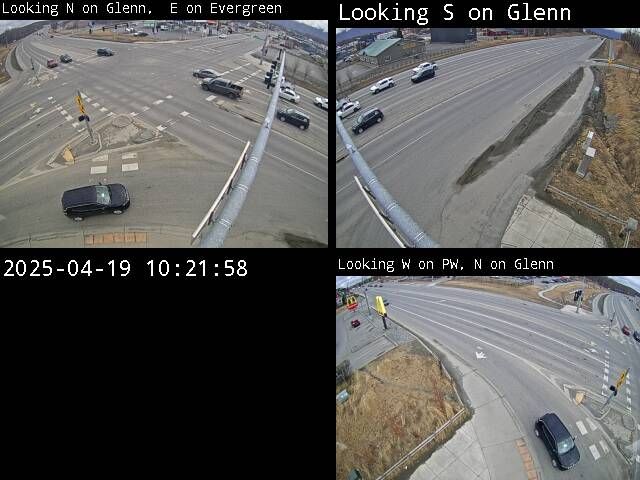 Looking N on Glenn,  E on Evergreen
Looking S on Glenn
2025-04-19 10:21:58
Looking W on PW, N on Glenn